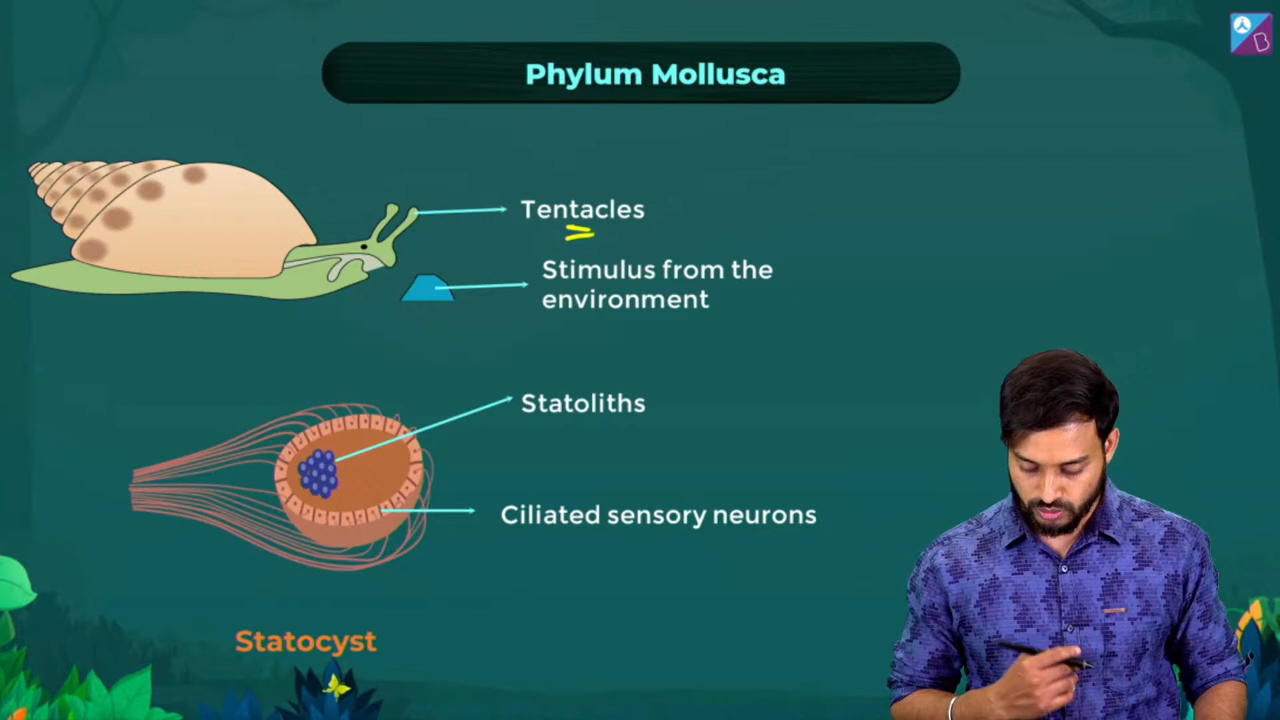 Phylum Mollusca
Tentacles
Stimulus from the
environment
Statoliths
Ciliated sensory neurons
Statocyst
B